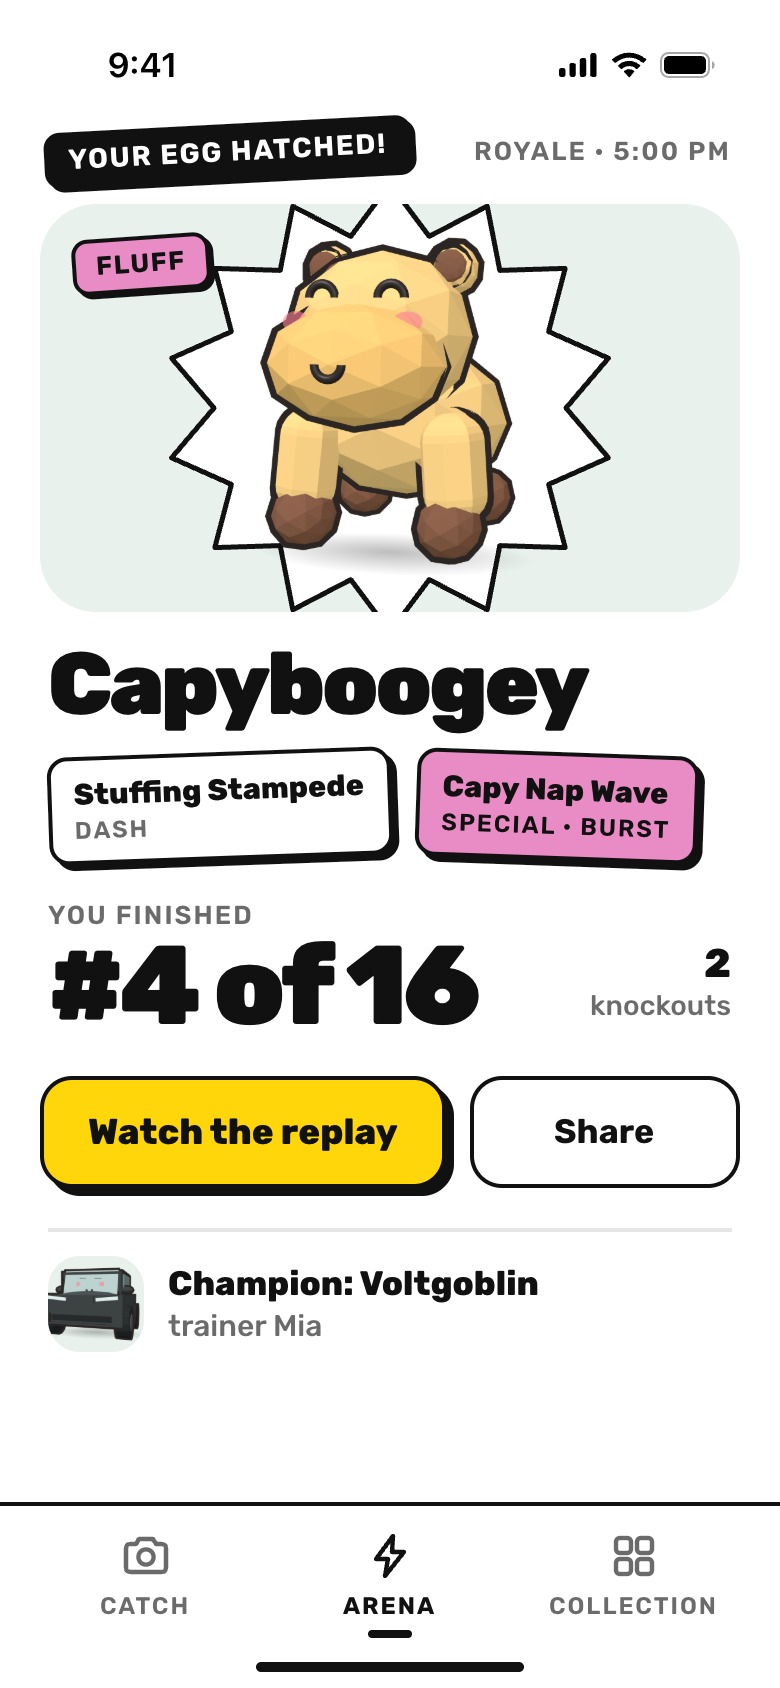 9:41
YOUR EGG HATCHED!
ROYALE • 5:00 PM
FLUFF
Capyboogey
Stuffing Stampede
DASH
Capy Nap Wave
SPECIAL • BURST
YOU FINISHED
#4 of 16
2
knockouts
Watch the replay
Share
Champion: Voltgoblin
trainer Mia
CATCH
ARENA
COLLECTION